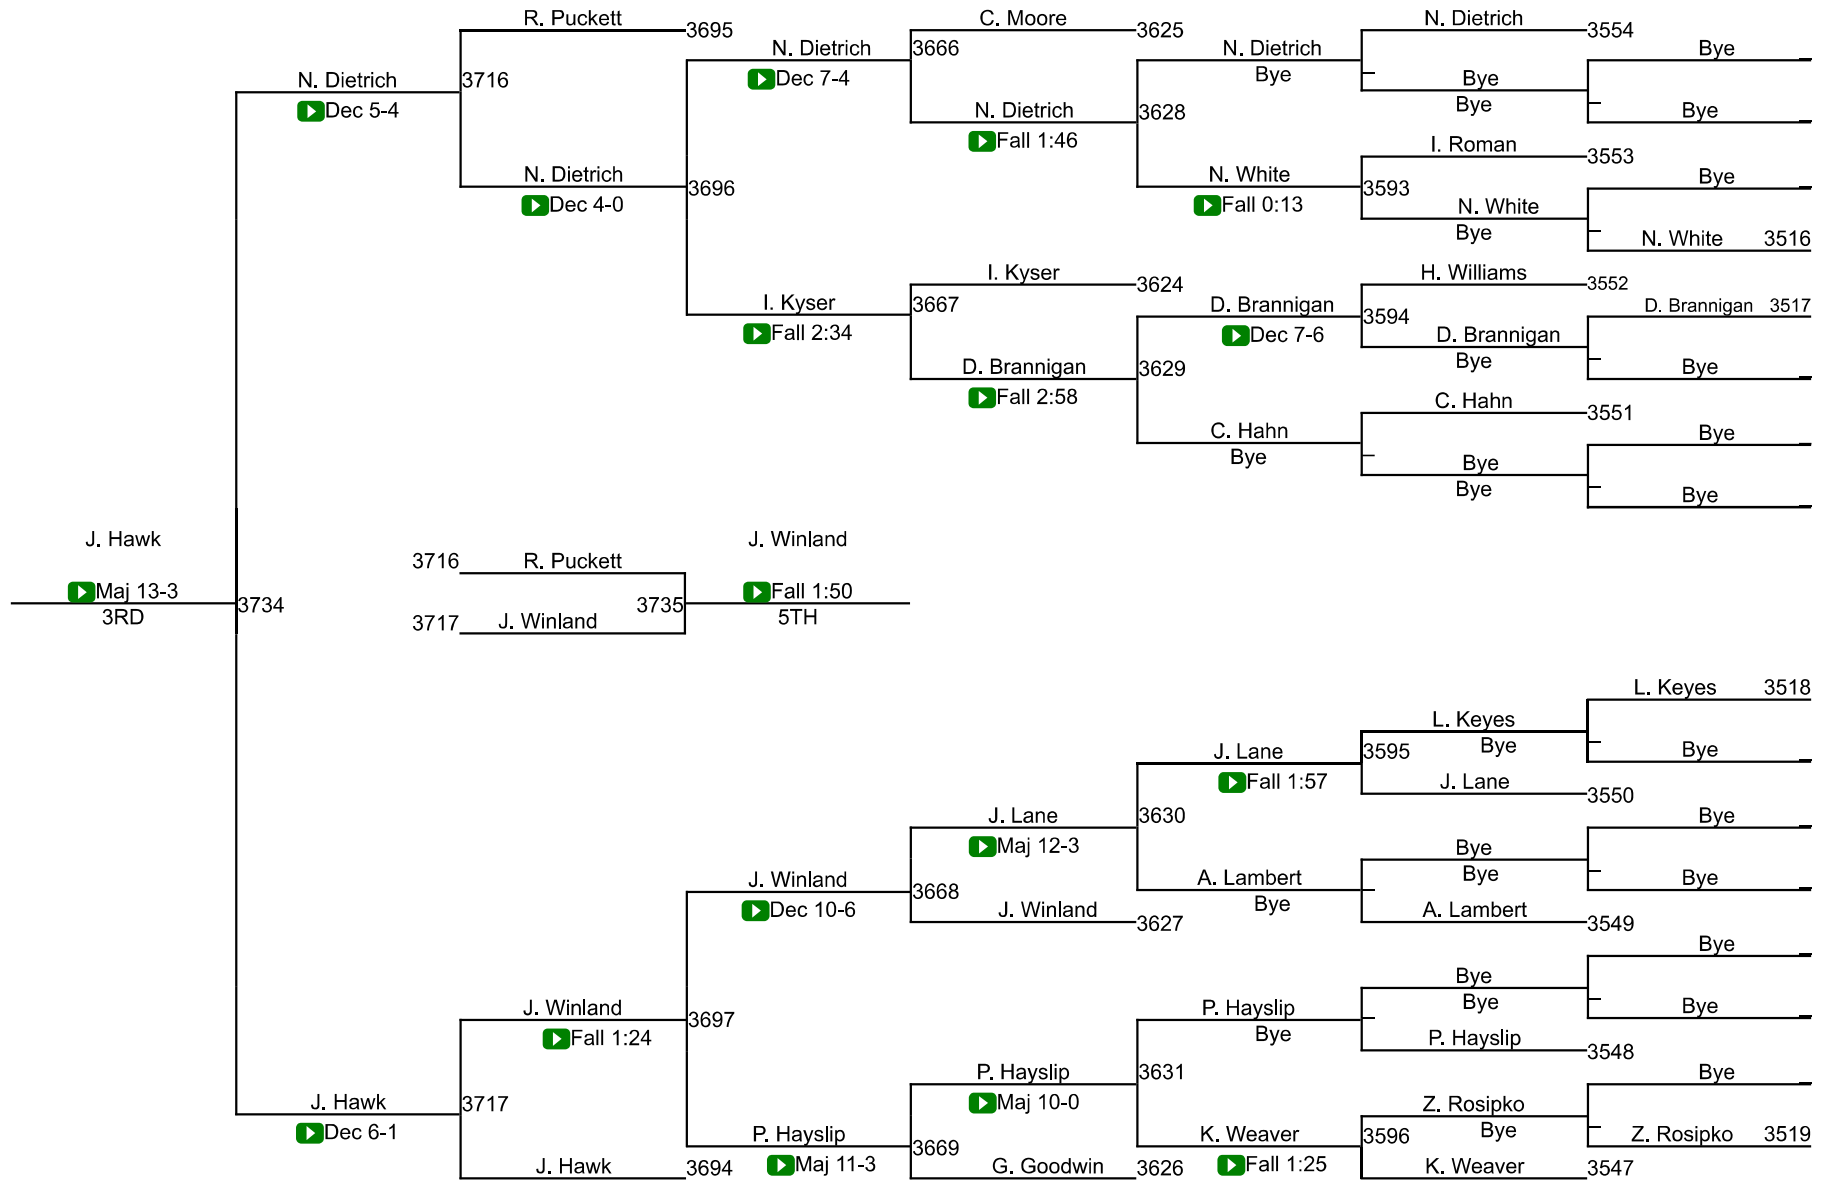 R. Puckett
3695
C. Moore
3625
N. Dietrich
3554
N. Dietrich
3666
N. Dietrich
Bye
N. Dietrich
3716
Dec 7-4
Bye
Bye
Bye
Dec 5-4
N. Dietrich
3628
Bye
Fall 1:46
I. Roman
3553
N. Dietrich
3696
N. White
3593
Bye
Dec 4-0
Fall 0:13
N. White
Bye
N. White 3516
I. Kyser
3624
H. Williams
3552
I. Kyser
3667
D. Brannigan
3594
D. Brannigan 3517
Fall 2:34
Dec 7-6
D. Brannigan
Bye
Bye
D. Brannigan
3629
Fall 2:58
C. Hahn
3551
C. Hahn
Bye
Bye
Bye
Bye
Bye
J. Hawk
J. Winland
3716
R. Puckett
Maj 13-3
Fall 1:50
3RD
3734
3735
5TH
3717
J. Winland
L. Keyes 3518
L. Keyes
Bye
J. Lane
3595
Bye
Fall 1:57
J. Lane
3550
J. Lane
3630
Bye
Maj 12-3
Bye
Bye
J. Winland
3668
A. Lambert
Bye
Bye
Dec 10-6
J. Winland
3627
A. Lambert
3549
Bye
J. Winland
3697
P. Hayslip
Bye
Bye
Bye
Bye
Fall 1:24
P. Hayslip
3548
P. Hayslip
3631
Bye
J. Hawk
3717
Maj 10-0
Z. Rosipko
Bye
Dec 6-1
P. Hayslip
3669
K. Weaver
3596
Z. Rosipko 3519
J. Hawk
3694
Maj 11-3
G. Goodwin
3626
Fall 1:25
K. Weaver
3547